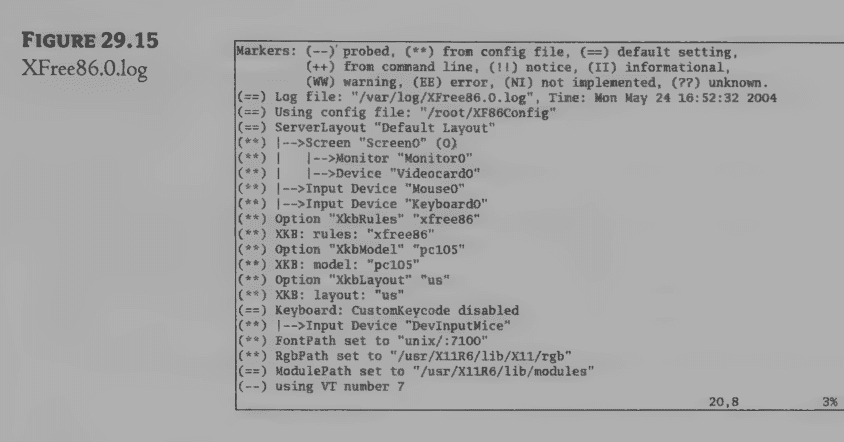 FIGURE 29.15
XFree86.0.log
Markers: (--) probed, (**) from config file, (==) default setting,
(++) from command line, (!!) notice, (II) informational,
(WW) warning, (EE) error, (NI) not implemented, (??) unknown.
(==) Log file: "/var/log/XFree86.0.log", Time: Mon May 24 16:52:32 2004
(==) Using config file: "/root/XF86Config"
(==) ServerLayout "Default Layout"
(**) |-->Screen "Screen0" (0)
(**) |   |-->Monitor "Monitor0"
(**) |   |-->Device "Videocard0"
(**) |-->Input Device "Mouse0"
(**) |-->Input Device "Keyboard0"
(**) Option "XkbRules" "xfree86"
(**) XKB: rules: "xfree86"
(**) Option "XkbModel" "pc105"
(**) XKB: model: "pc105"
(**) Option "XkbLayout" "us"
(**) XKB: layout: "us"
(==) Keyboard: CustomKeycode disabled
(**) |-->Input Device "DevInputMice"
(**) FontPath set to "unix/:7100"
(**) RgbPath set to "/usr/X11R6/lib/X11/rgb"
(==) ModulePath set to "/usr/X11R6/lib/modules"
(--) using VT number 7
20,8 3%